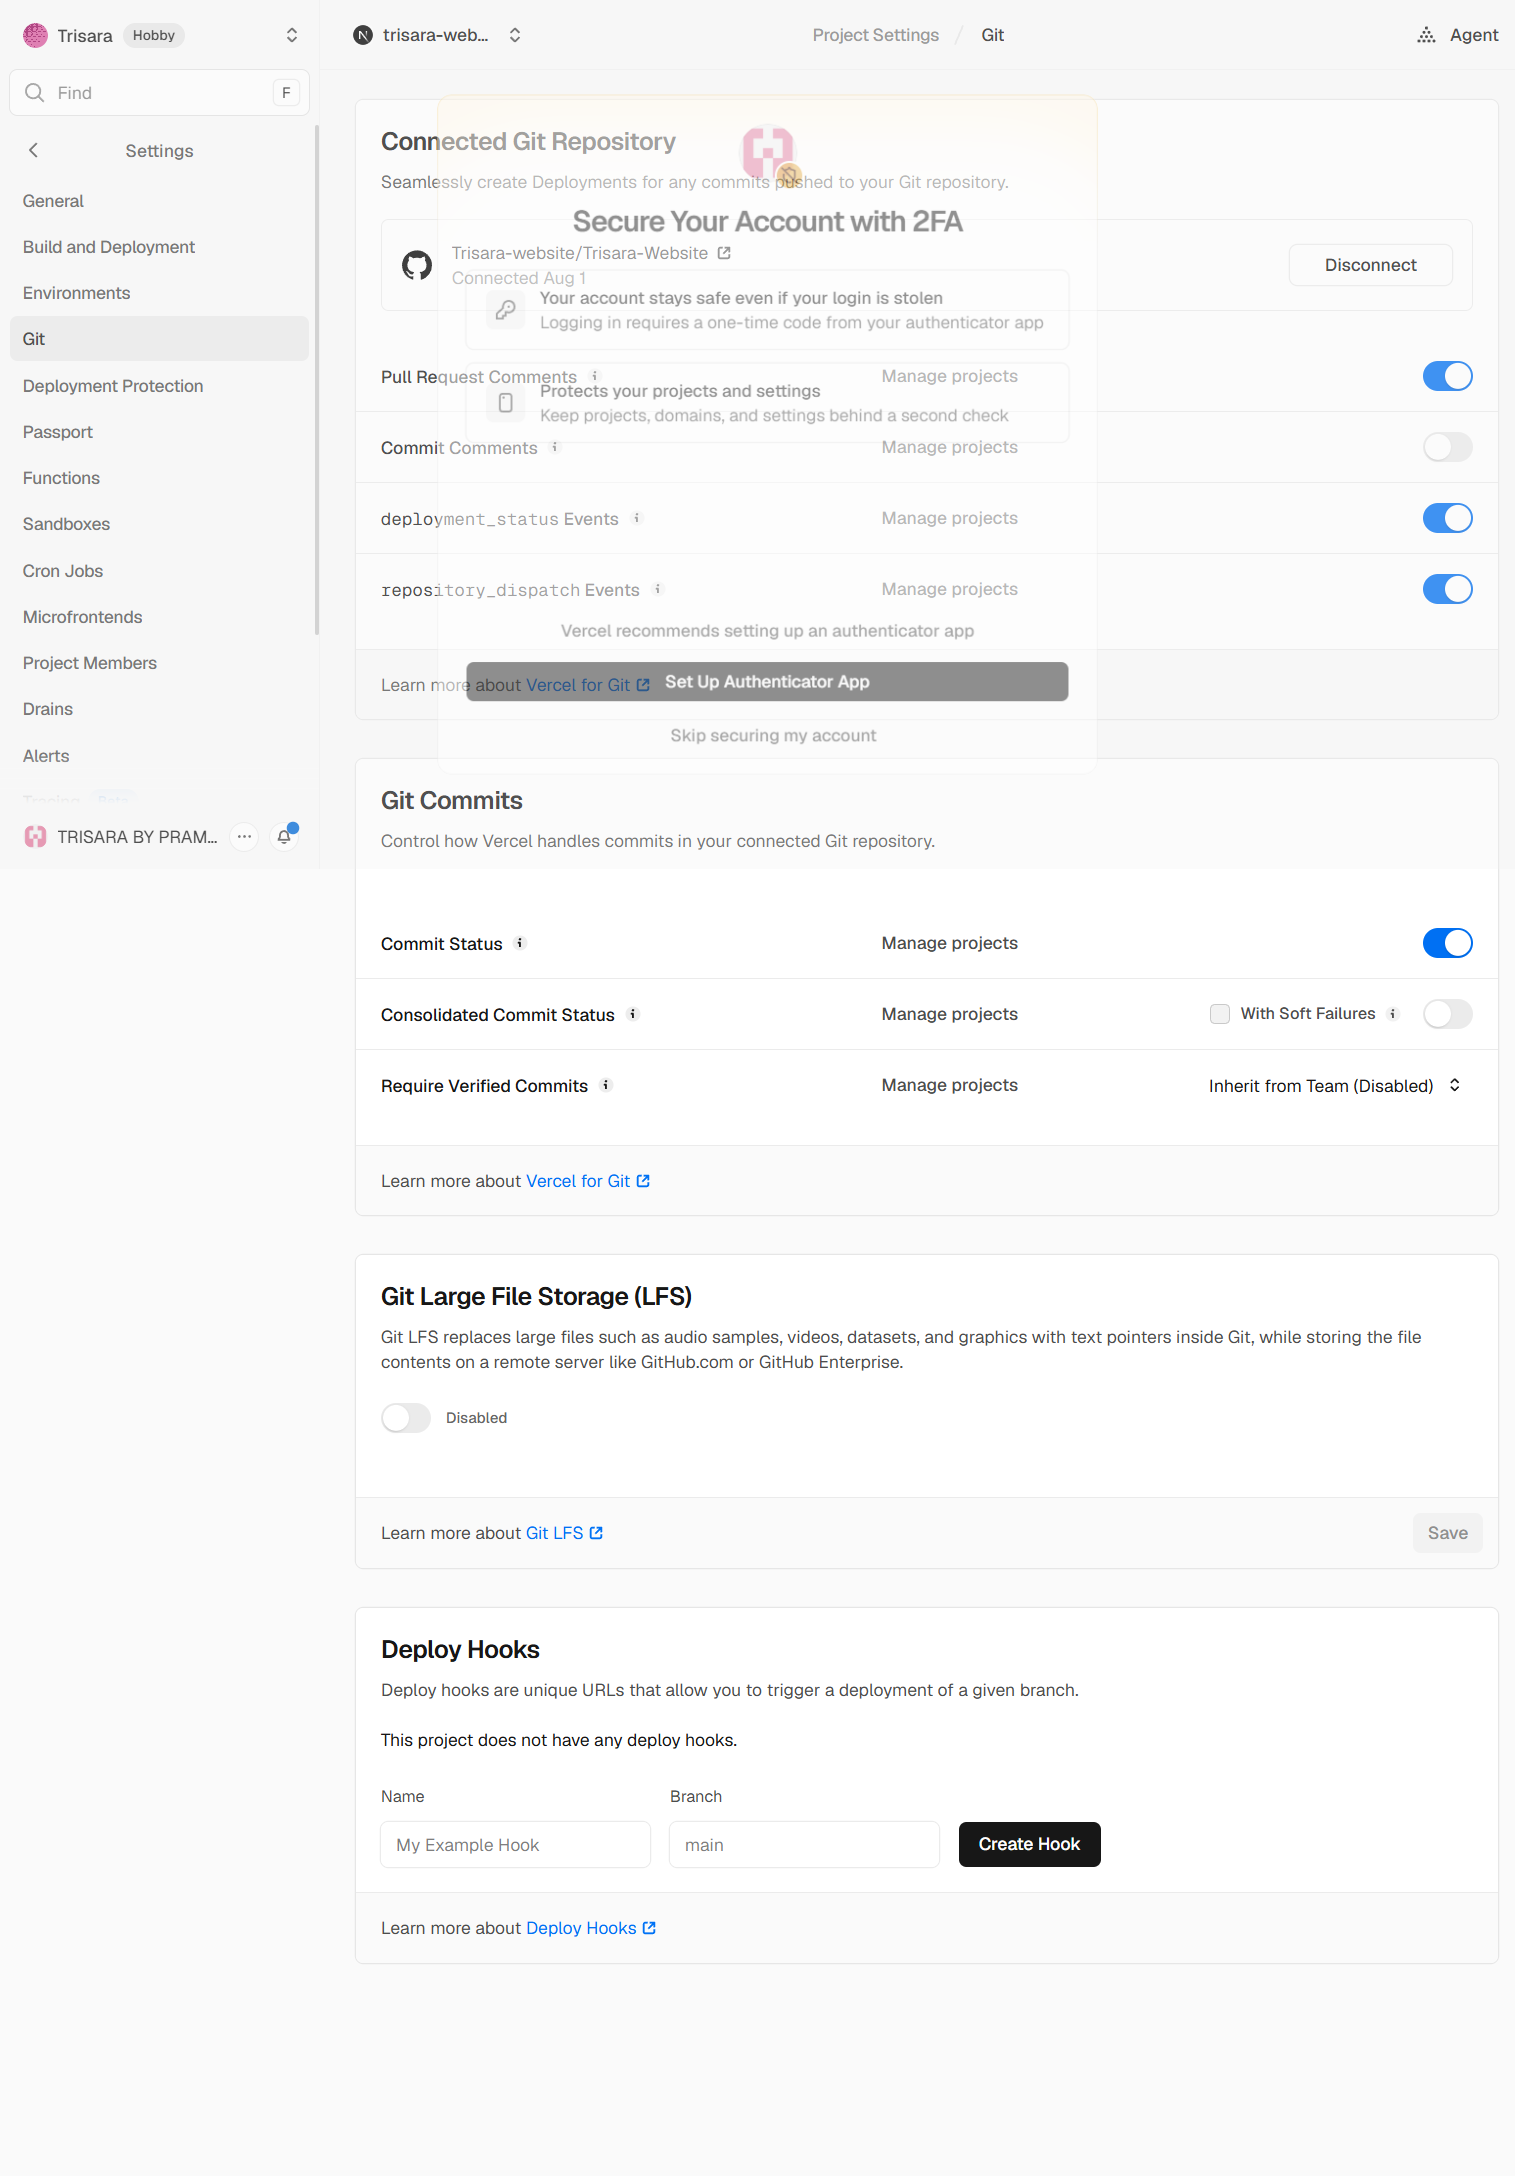 Trisara Hobby
Find F
Settings
General
Build and Deployment
Environments
Git
Deployment Protection
Passport
Functions
Sandboxes
Cron Jobs
Microfrontends
Project Members
Drains
Alerts
Tracing Beta
TRISARA BY PRAM...
trisara-web...
Project Settings / Git
Agent
Connected Git Repository
Seamlessly create Deployments for any commits pushed to your Git repository.
Trisara-website/Trisara-Website
Connected Aug 1
Disconnect
Pull Request Comments Manage projects
Commit Comments Manage projects
deployment_status Events Manage projects
repository_dispatch Events Manage projects
Learn more about Vercel for Git
Secure Your Account with 2FA
Your account stays safe even if your login is stolen
Logging in requires a one-time code from your authenticator app
Protects your projects and settings
Keep projects, domains, and settings behind a second check
Vercel recommends setting up an authenticator app
Set Up Authenticator App
Skip securing my account
Git Commits
Control how Vercel handles commits in your connected Git repository.
Commit Status Manage projects
Consolidated Commit Status Manage projects With Soft Failures
Require Verified Commits Manage projects Inherit from Team (Disabled)
Learn more about Vercel for Git
Git Large File Storage (LFS)
Git LFS replaces large files such as audio samples, videos, datasets, and graphics with text pointers inside Git, while storing the file
contents on a remote server like GitHub.com or GitHub Enterprise.
Disabled
Learn more about Git LFS Save
Deploy Hooks
Deploy hooks are unique URLs that allow you to trigger a deployment of a given branch.
This project does not have any deploy hooks.
Name Branch
My Example Hook main Create Hook
Learn more about Deploy Hooks